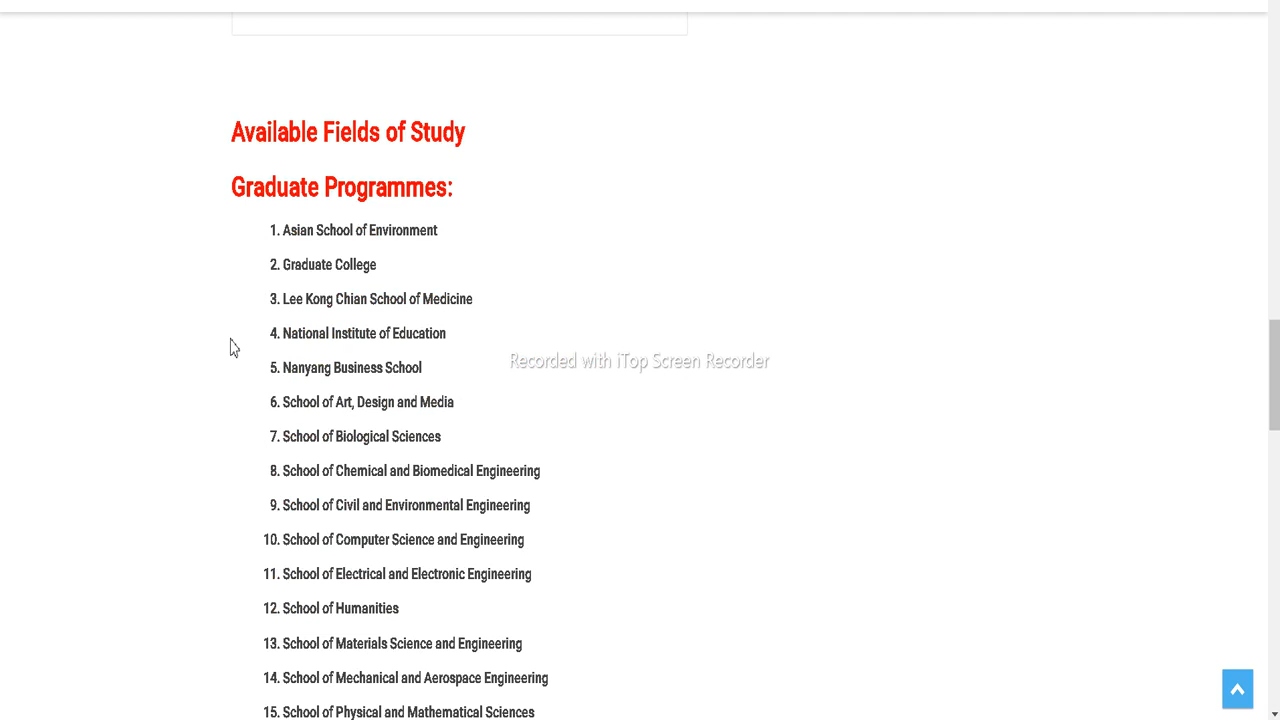 Available Fields of Study
Graduate Programmes:
1. Asian School of Environment
2. Graduate College
3. Lee Kong Chian School of Medicine
4. National Institute of Education
Recorded with iTop Screen Recorder
5. Nanyang Business School
6. School of Art, Design and Media
7. School of Biological Sciences
8. School of Chemical and Biomedical Engineering
9. School of Civil and Environmental Engineering
10. School of Computer Science and Engineering
11. School of Electrical and Electronic Engineering
12. School of Humanities
13. School of Materials Science and Engineering
14. School of Mechanical and Aerospace Engineering
15. School of Physical and Mathematical Sciences